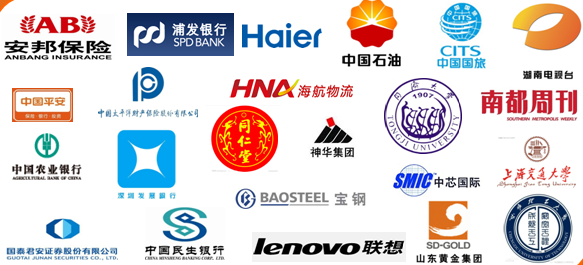 AB
安邦保险
ANBANG INSURANCE
浦发银行
SPD BANK
Haier
中国石油
CITS
中国国旅
湖南电视台
中国平安
保险·银行·投资
中国太平洋财产保险股份有限公司
HNA 海航物流
同济大学
1907
TONGJI UNIVERSITY
南都周刊
SOUTHERN METROPOLIS WEEKLY
中国农业银行
AGRICULTURAL BANK OF CHINA
深圳发展银行
同仁堂
神华集团
SMIC 中芯国际
上海交通大学
Shanghai Jiao Tong University
BAOSTEEL 宝钢
国泰君安证券股份有限公司
GUOTAI JUNAN SECURITIES CO., LTD.
中国民生银行
CHINA MINSHENG BANKING CORP., LTD.
lenovo 联想
SD-GOLD
山东黄金集团